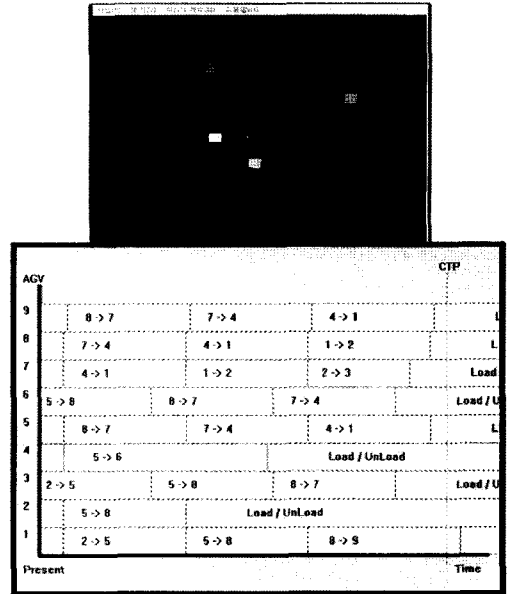 CTP
AGV
9 8 -> 7 7 -> 4 4 -> 1 L
8 7 -> 4 4 -> 1 1 -> 2 L
7 4 -> 1 1 -> 2 2 -> 3 Load
6 5 -> 8 8 -> 7 7 -> 4 Load / U
5 8 -> 7 7 -> 4 4 -> 1 L
4 5 -> 6 Load / UnLoad
3 2 -> 5 5 -> 8 8 -> 7 Load / U
2 5 -> 8 Load / UnLoad
1 2 -> 5 5 -> 8 8 -> 9
Present Time